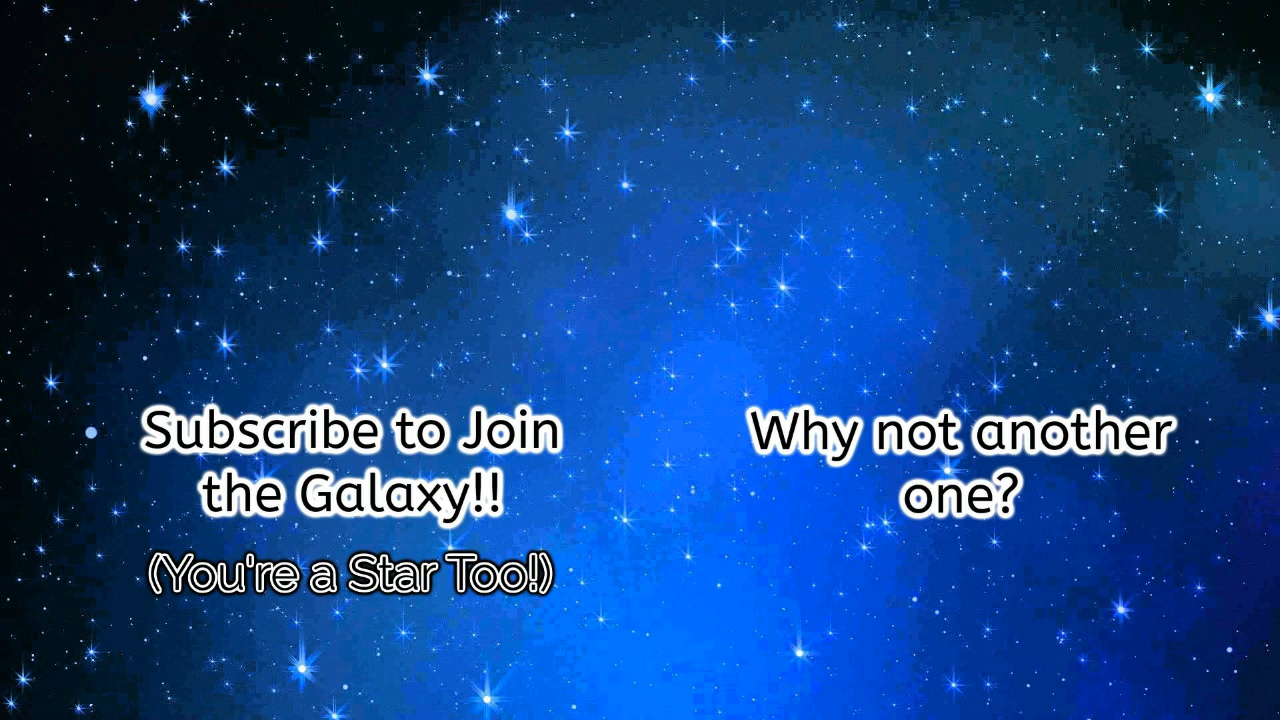 Subscribe to Join
the Galaxy!!
(You're a Star Too!)
Why not another
one?